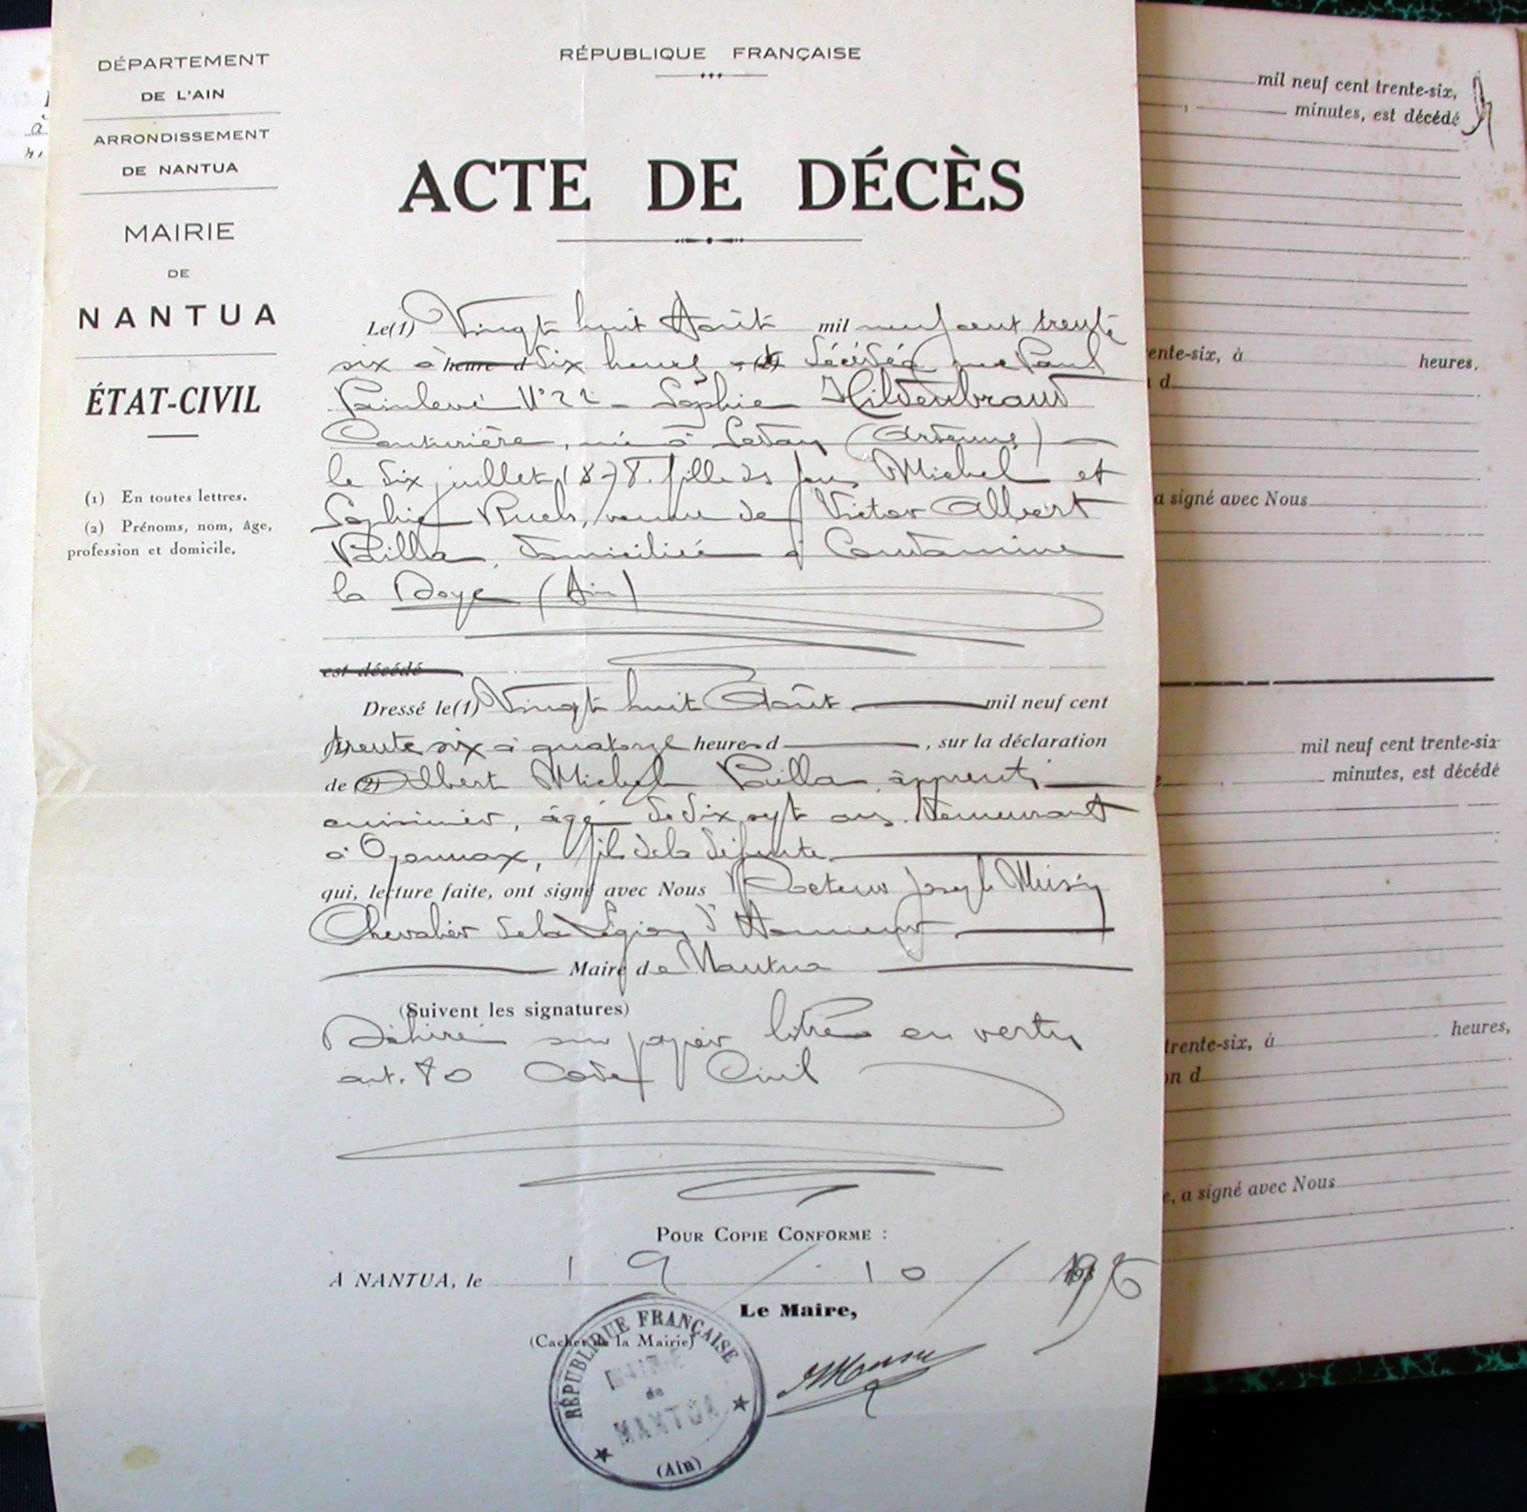 DÉPARTEMENT
DE L'AIN
ARRONDISSEMENT
DE NANTUA
MAIRIE
DE
NANTUA
ÉTAT-CIVIL
(1) En toutes lettres.
(2) Prénoms, nom, âge,
profession et domicile.
RÉPUBLIQUE FRANÇAISE
ACTE DE DÉCÈS
Le (1) Vingt huit Août mil neuf cent trente
six à heure d six heures est décédée rue Paul
Painlevé N°22 - Sophie Hildenbrand
Couturière, née à Sedan (Ardennes)
le six juillet 1878. fille de feu Michel et
Sophie veuve de Victor Albert
Billa, domiciliée à Contamine
la Doye (Ain)
est décédé
Dressé le (1) Vingt huit Août mil neuf cent
trente six à quatorze heure d , sur la déclaration
de (2) Albert Michel Billa, apprenti
cuisinier, âgé de dix sept ans demeurant
à Oyonnax, fils de la défunte
qui, lecture faite, ont signé avec Nous Docteur Joseph
Chevalier de la Légion d'Honneur
Maire de Nantua
(Suivent les signatures)
Délivré sur papier libre en vertu
art. 80 Code Civil
POUR COPIE CONFORME :
A NANTUA, le 19/10/1936
Le Maire,
(Cachet de la Mairie)
RÉPUBLIQUE FRANÇAISE
MAIRIE
de
NANTUA
(Ain)
mil neuf cent trente-six,
minutes, est décédé
trente-six, à heures,
d
a signé avec Nous
mil neuf cent trente-six
minutes, est décédé
trente-six, à heures,
on d
e, a signé avec Nous